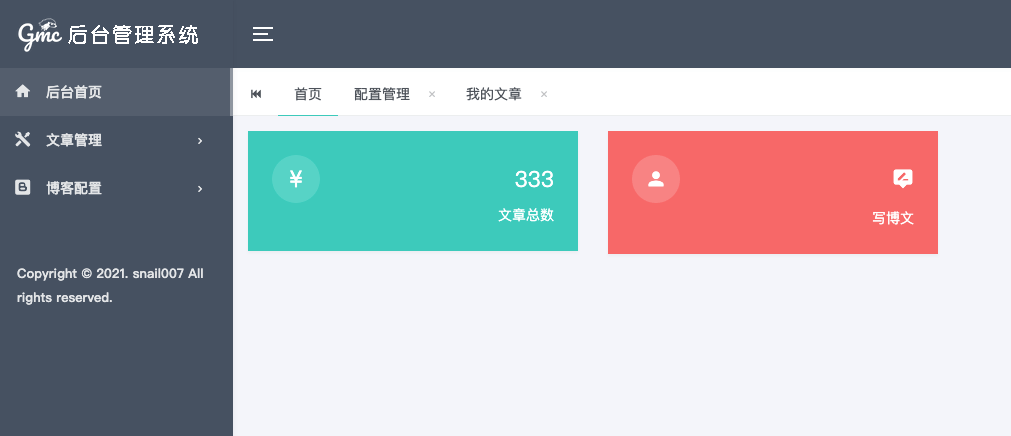 Gmc 后台管理系统
后台首页
文章管理
博客配置
Copyright © 2021. snail007 All
rights reserved.
首页 配置管理 × 我的文章 ×
¥ 333
文章总数
写博文